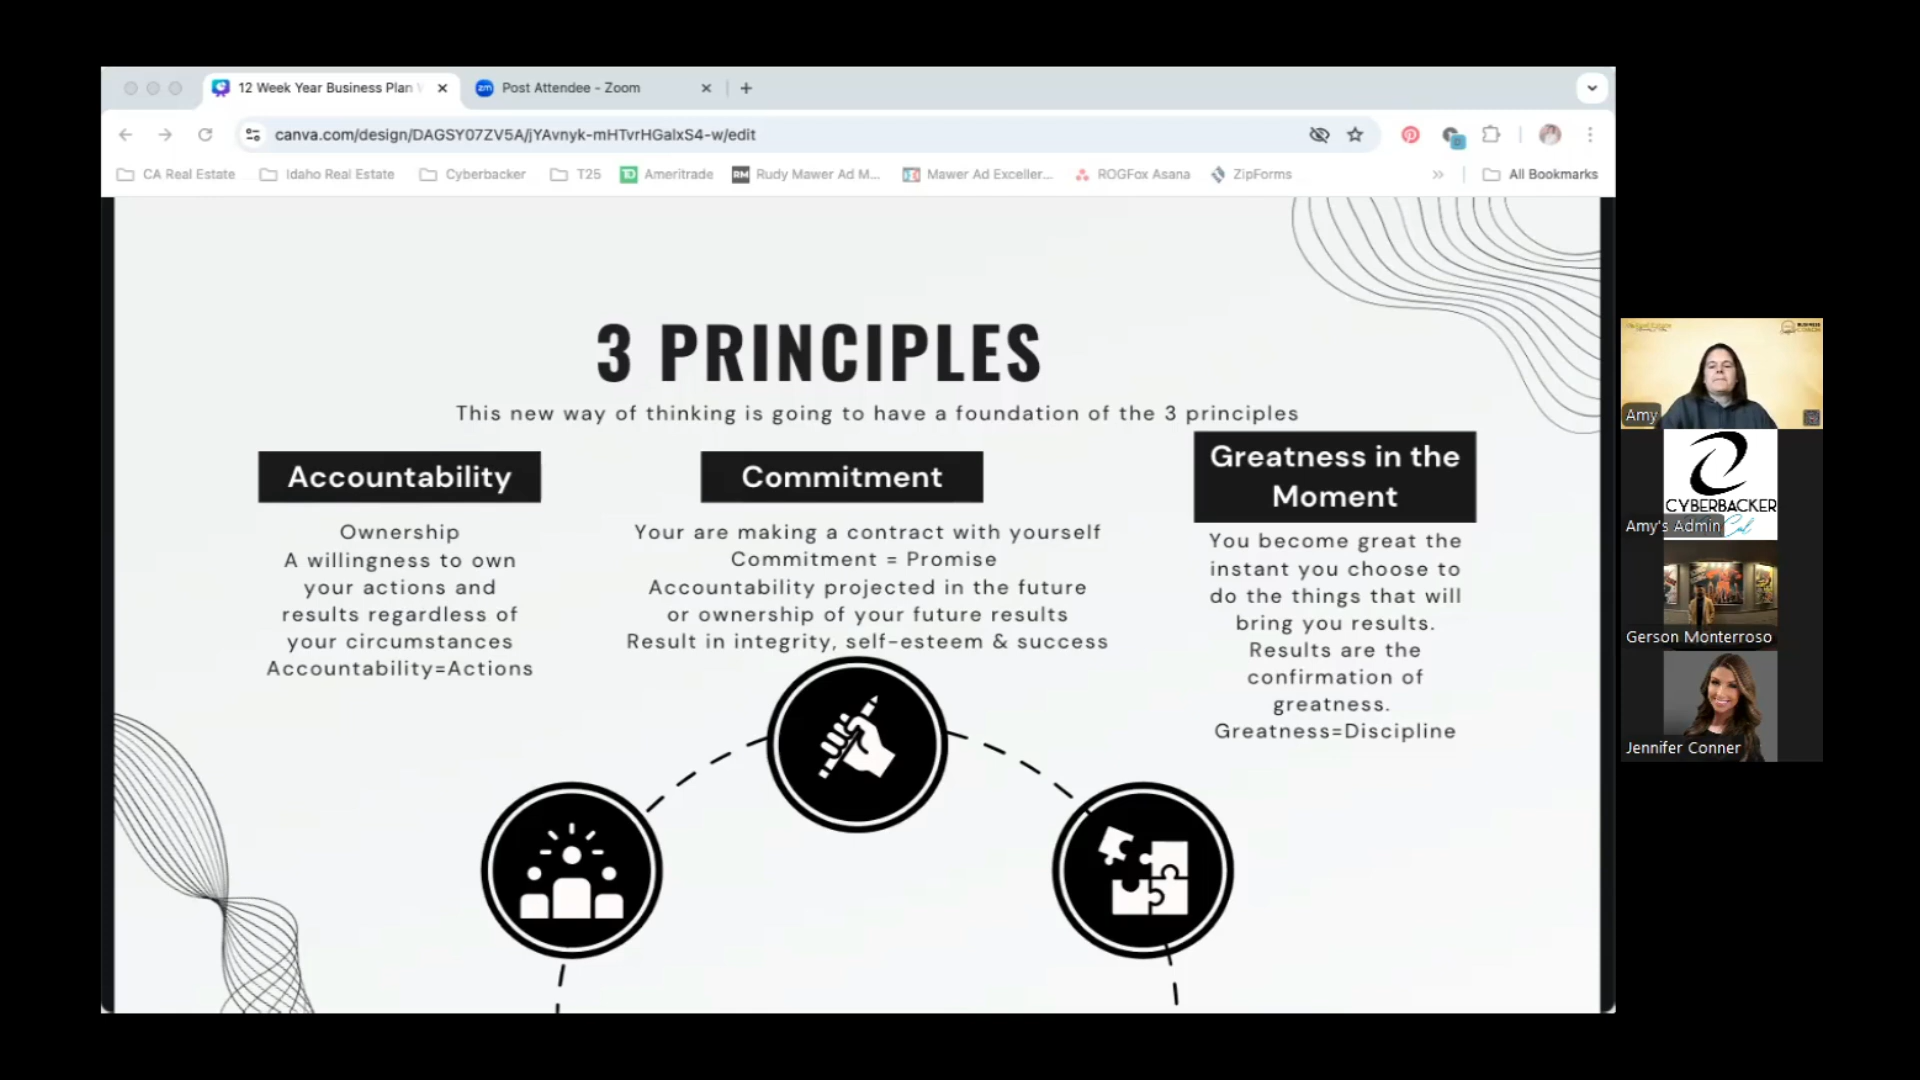 12 Week Year Business Plan
Post Attendee - Zoom
canva.com/design/DAGSY07ZV5A/jYAvnyk-mHTvrHGalxS4-w/edit
CA Real Estate
Idaho Real Estate
Cyberbacker
T25
Ameritrade
RM
Rudy Mawer Ad M...
Mawer Ad Exceller...
ROGFox Asana
ZipForms
All Bookmarks
3 PRINCIPLES
This new way of thinking is going to have a foundation of the 3 principles
Accountability
Ownership
A willingness to own
your actions and
results regardless of
your circumstances
Accountability=Actions
Commitment
Your are making a contract with yourself
Commitment = Promise
Accountability projected in the future
or ownership of your future results
Result in integrity, self-esteem & success
Greatness in the
Moment
You become great the
instant you choose to
do the things that will
bring you results.
Results are the
confirmation of
greatness.
Greatness=Discipline
Amy
CYBERBACKER
Amy's Admin
Gerson Monterroso
Jennifer Conner